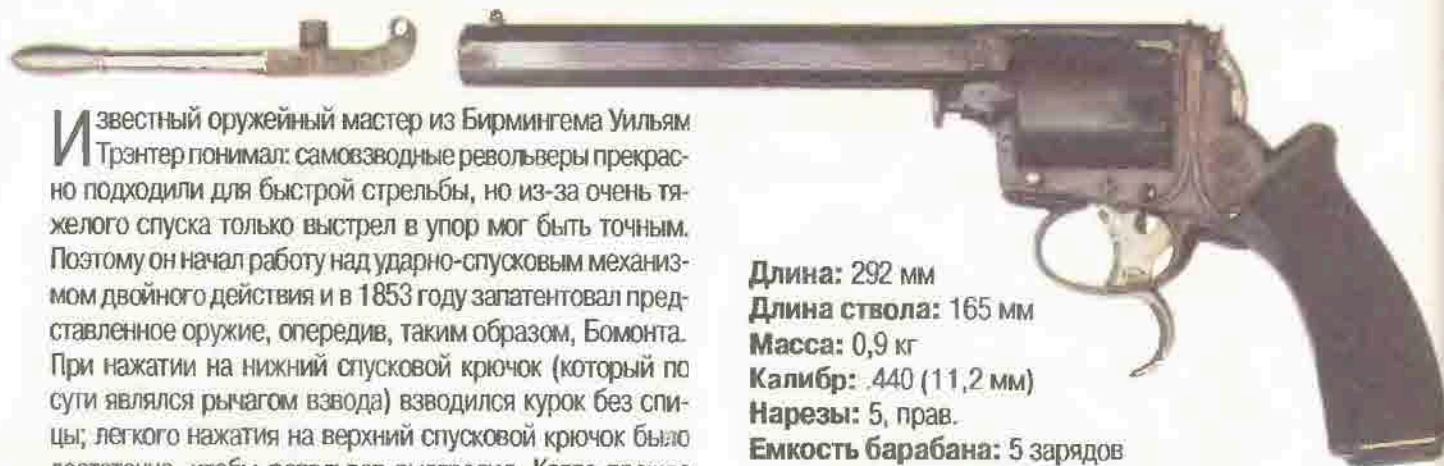 Известный оружейный мастер из Бирмингема Уильям
Трэнтер понимал: самовзводные револьверы прекрас-
но подходили для быстрой стрельбы, но из-за очень тя-
желого спуска только выстрел в упор мог быть точным.
Поэтому он начал работу над ударно-спусковым механиз-
мом двойного действия и в 1853 году запатентовал пред-
ставленное оружие, опередив, таким образом, Бомонта.
При нажатии на нижний спусковой крючок (который по
сути являлся рычагом взвода) взводился курок без спи-
цы; легкого нажатия на верхний спусковой крючок было
Длина: 292 мм
Длина ствола: 165 мм
Масса: 0,9 кг
Калибр: .440 (11,2 мм)
Нарезы: 5, прав.
Емкость барабана: 5 зарядов